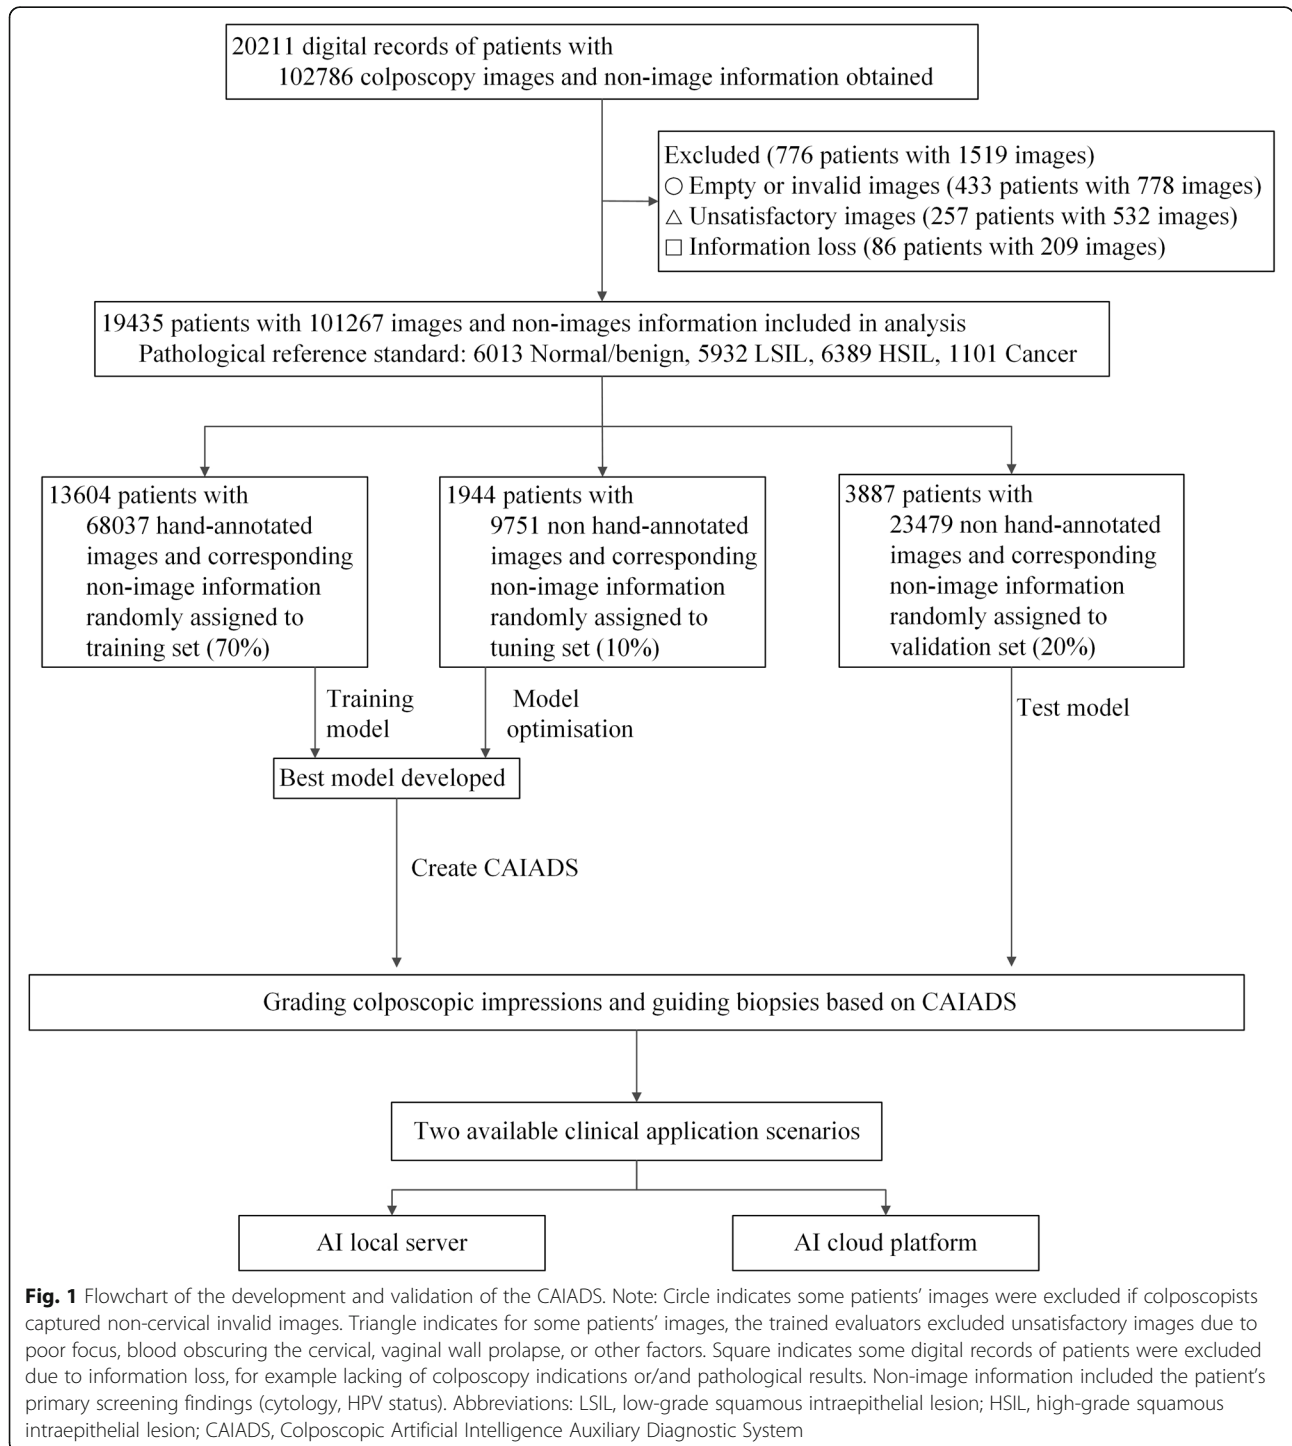 20211 digital records of patients with
102786 colposcopy images and non-image information obtained
Excluded (776 patients with 1519 images)
○ Empty or invalid images (433 patients with 778 images)
△ Unsatisfactory images (257 patients with 532 images)
□ Information loss (86 patients with 209 images)
19435 patients with 101267 images and non-images information included in analysis
Pathological reference standard: 6013 Normal/benign, 5932 LSIL, 6389 HSIL, 1101 Cancer
13604 patients with
68037 hand-annotated
images and corresponding
non-image information
randomly assigned to
training set (70%)
1944 patients with
9751 non hand-annotated
images and corresponding
non-image information
randomly assigned to
tuning set (10%)
3887 patients with
23479 non hand-annotated
images and corresponding
non-image information
randomly assigned to
validation set (20%)
Training
model
Model
optimisation
Test model
Best model developed
Create CAIADS
Grading colposcopic impressions and guiding biopsies based on CAIADS
Two available clinical application scenarios
AI local server
AI cloud platform
Fig. 1 Flowchart of the development and validation of the CAIADS. Note: Circle indicates some patients' images were excluded if colposcopists
captured non-cervical invalid images. Triangle indicates for some patients' images, the trained evaluators excluded unsatisfactory images due to
poor focus, blood obscuring the cervical, vaginal wall prolapse, or other factors. Square indicates some digital records of patients were excluded
due to information loss, for example lacking of colposcopy indications or/and pathological results. Non-image information included the patient's
primary screening findings (cytology, HPV status). Abbreviations: LSIL, low-grade squamous intraepithelial lesion; HSIL, high-grade squamous
intraepithelial lesion; CAIADS, Colposcopic Artificial Intelligence Auxiliary Diagnostic System